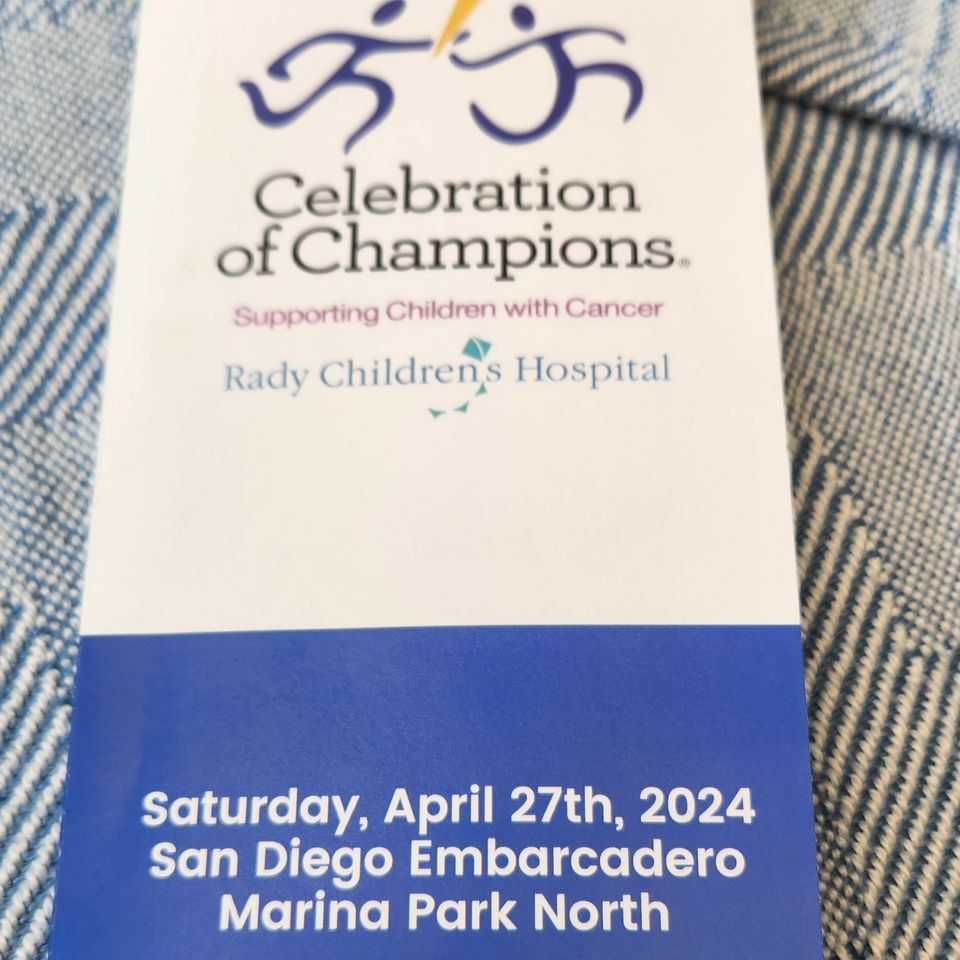 Celebration
of Champions®
Supporting Children with Cancer
Rady Children's Hospital
Saturday, April 27th, 2024
San Diego Embarcadero
Marina Park North